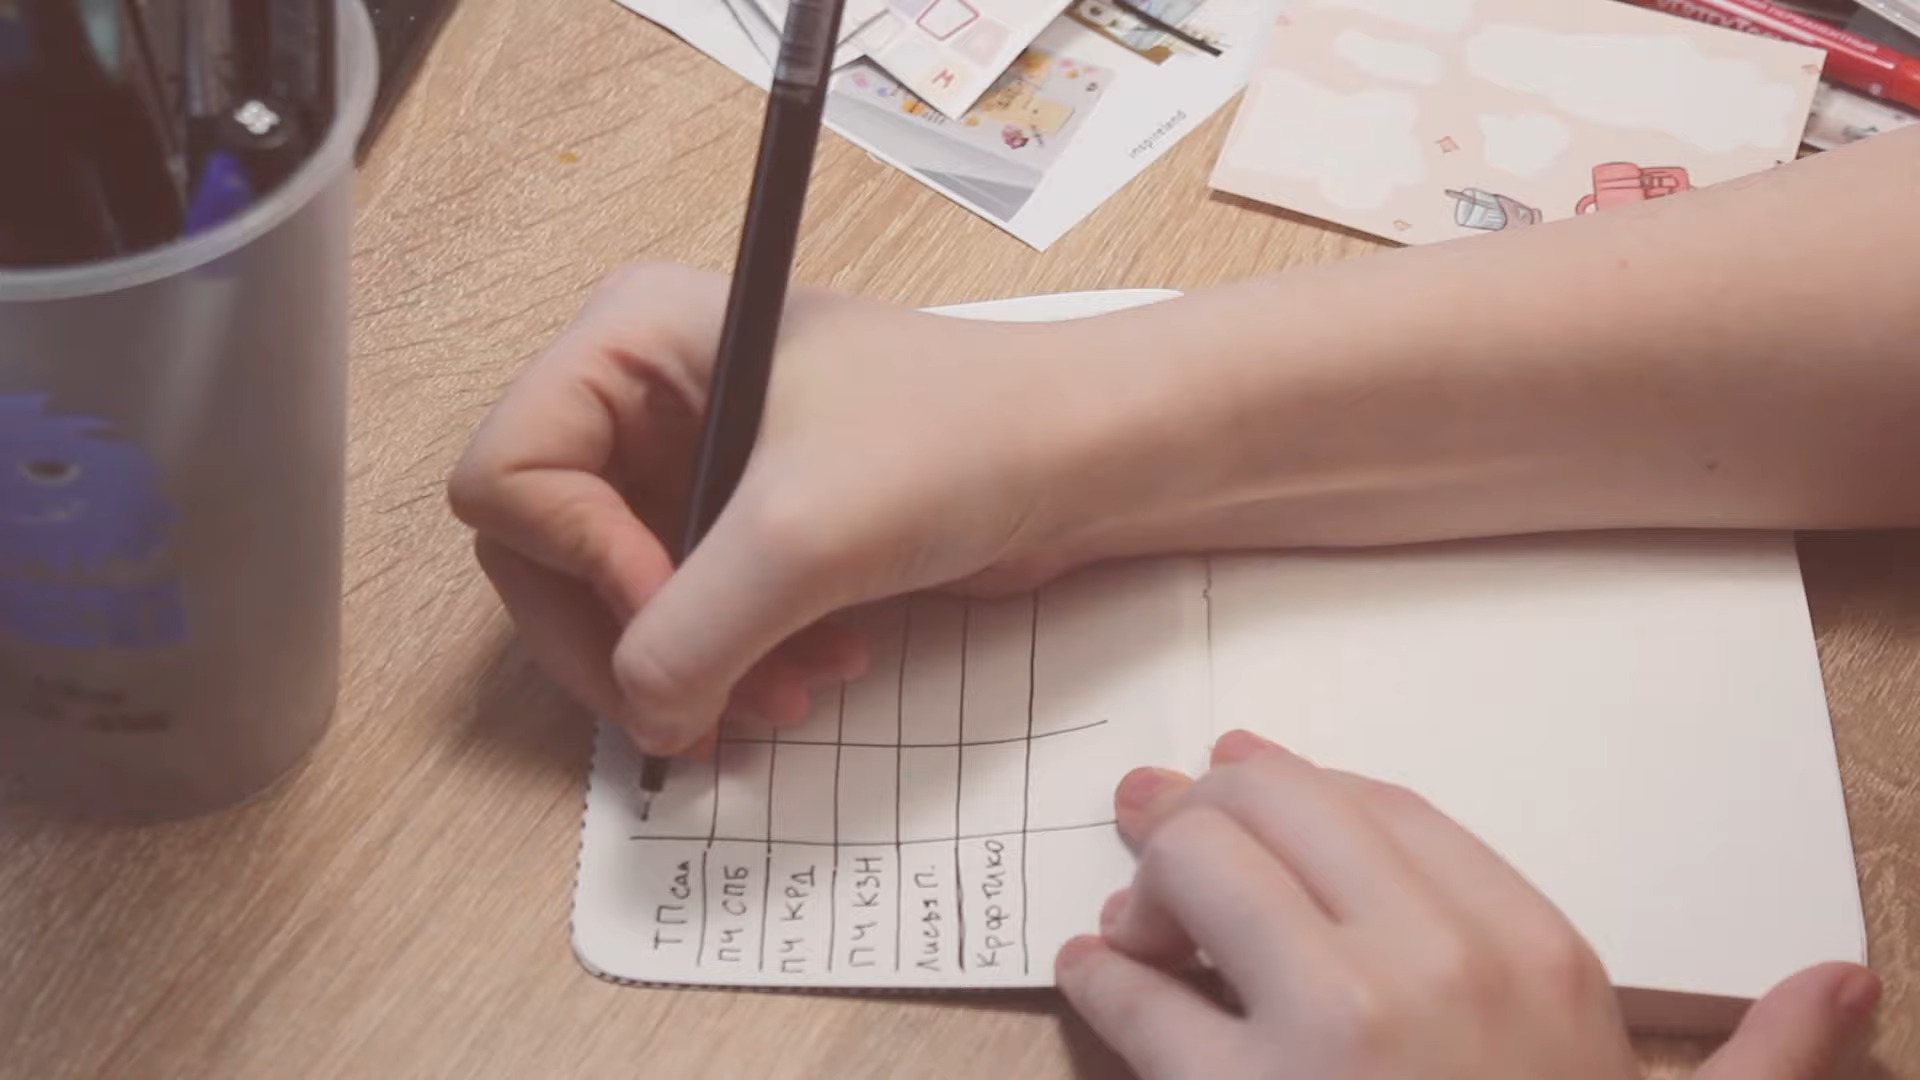 ТПсам
ПЧ СПБ
ПЧ КРД
ПЧ КЗН
Лисья П.
Крафтико
inspireland
М